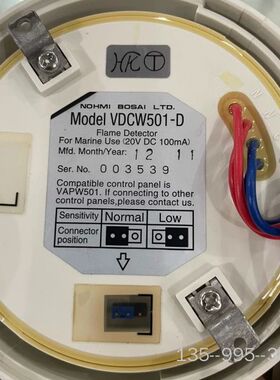 HK T
NOHMI BOSAI LTD.
Model VDCW501-D
Flame Detector
For Marine Use (20V DC 100mA)
Mfd. Month/Year: 12 11
Ser. No. 003539
Compatible control panel is
VAPW501. If connecting to other
control panels, please contact us.
Sensitivity Normal Low
Connector
position
135-995-3